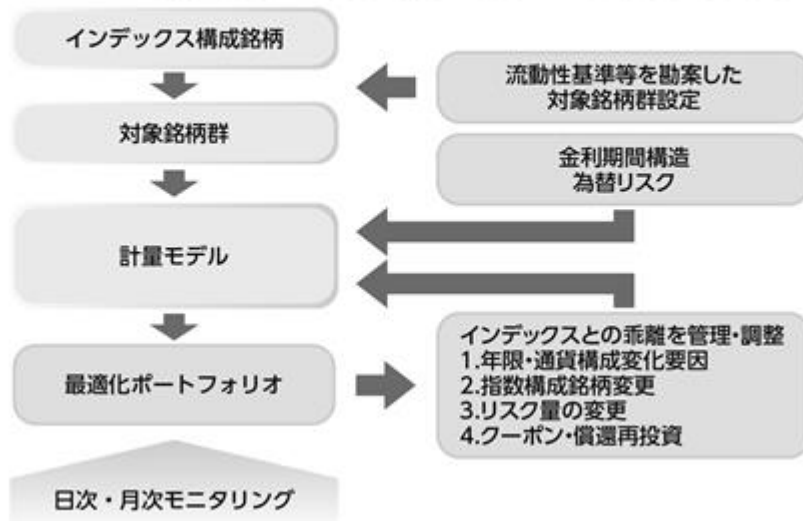 インデックス構成銘柄
流動性基準等を勘案した
対象銘柄群設定
対象銘柄群
金利期間構造
為替リスク
計量モデル
最適化ポートフォリオ
インデックスとの乖離を管理・調整
1.年限・通貨構成変化要因
2.指数構成銘柄変更
3.リスク量の変更
4.クーポン・償還再投資
日次・月次モニタリング